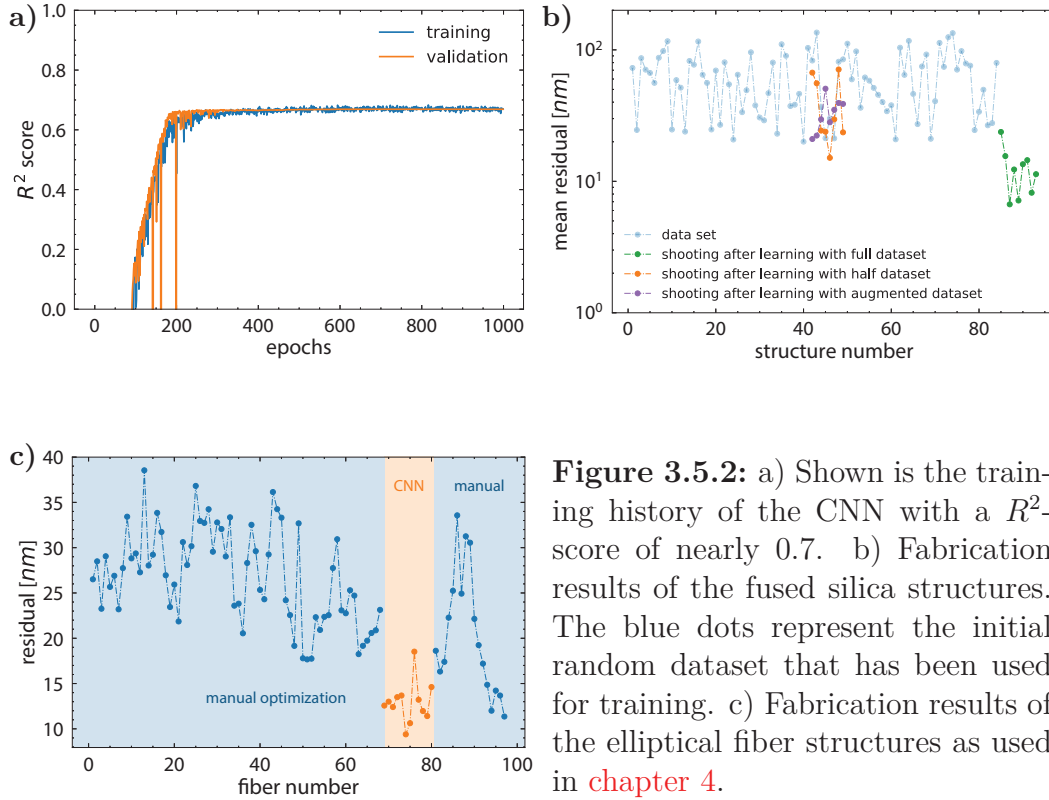 a)
training
validation
1.0
0.8
0.6
0.4
0.2
0.0
R² score
0
200
400
600
800
1000
epochs
b)
10²
10¹
10⁰
mean residual [nm]
data set
shooting after learning with full dataset
shooting after learning with half dataset
shooting after learning with augmented dataset
0
20
40
60
80
structure number
c)
40
35
30
25
20
15
10
residual [nm]
CNN
manual
manual optimization
0
20
40
60
80
100
fiber number
Figure 3.5.2: a) Shown is the train-
ing history of the CNN with a R²-
score of nearly 0.7. b) Fabrication
results of the fused silica structures.
The blue dots represent the initial
random dataset that has been used
for training. c) Fabrication results of
the elliptical fiber structures as used
in chapter 4.